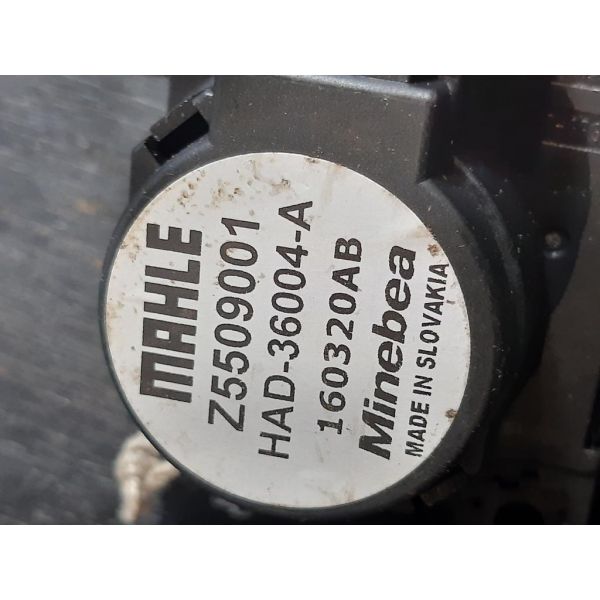 MAHLE
Z5509001
HAD-36004-A
160320AB
Minebea
MADE IN SLOVAKIA